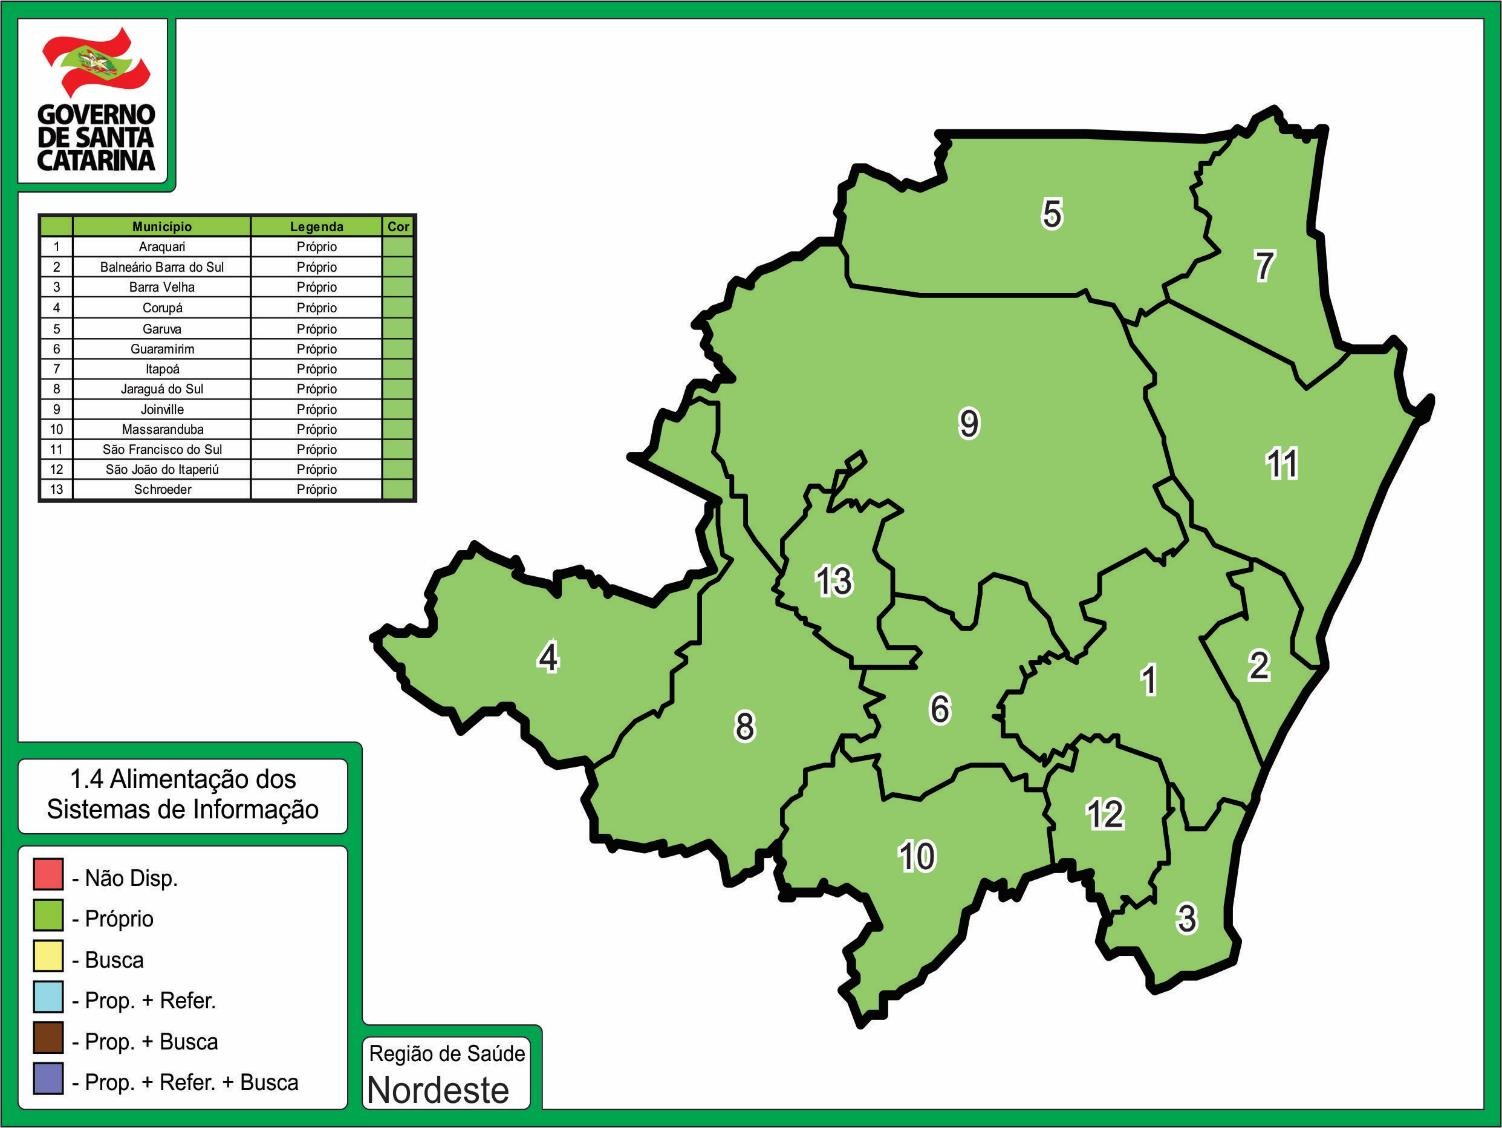 GOVERNO
DE SANTA
CATARINA
Município Legenda Cor
1 Araquari Próprio
2 Balneário Barra do Sul Próprio
3 Barra Velha Próprio
4 Corupá Próprio
5 Garuva Próprio
6 Guaramirim Próprio
7 Itapoá Próprio
8 Jaraguá do Sul Próprio
9 Joinville Próprio
10 Massaranduba Próprio
11 São Francisco do Sul Próprio
12 São João do Itaperiú Próprio
13 Schroeder Próprio
5
7
9
11
13
4
2
1
6
8
12
10
3
1.4 Alimentação dos
Sistemas de Informação
- Não Disp.
- Próprio
- Busca
- Prop. + Refer.
- Prop. + Busca
- Prop. + Refer. + Busca
Região de Saúde
Nordeste